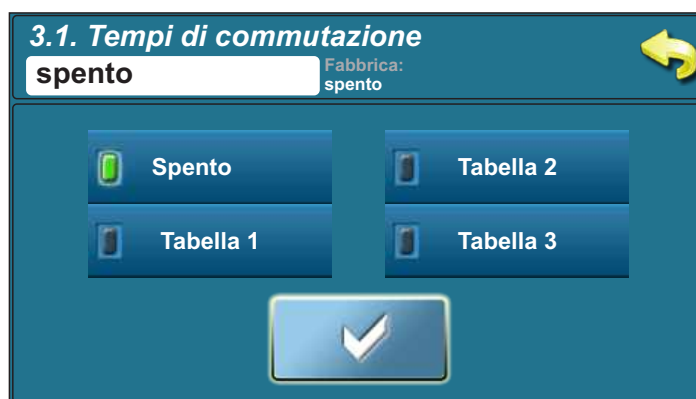 3.1. Tempi di commutazione
spento
Fabbrica:
spento
Spento
Tabella 2
Tabella 1
Tabella 3